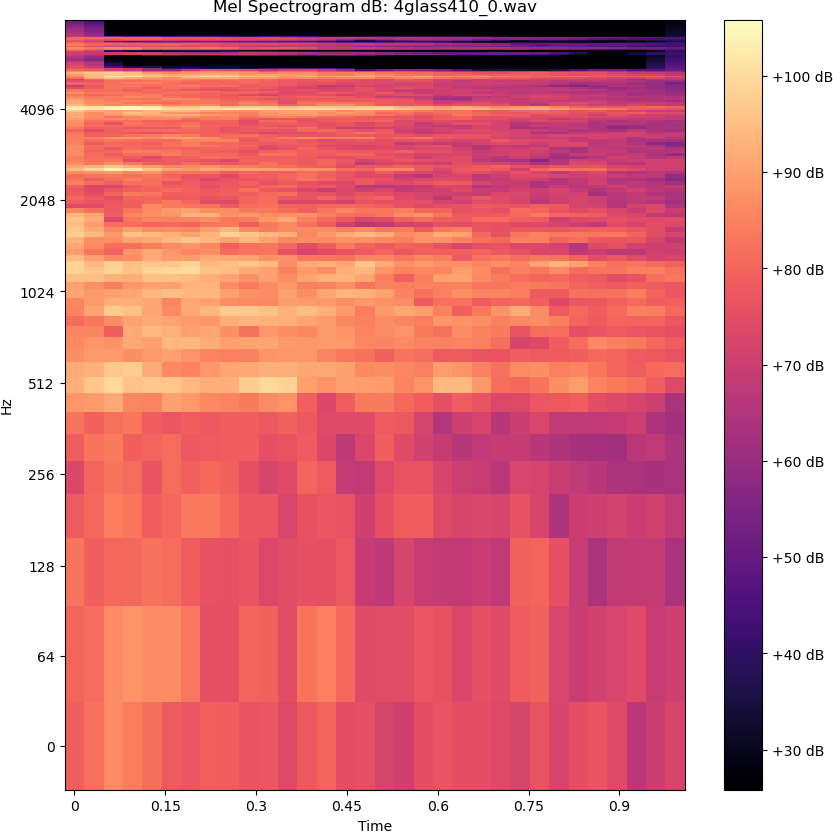 Mel Spectrogram dB: 4glass410_0.wav
Hz
4096
2048
1024
512
256
128
64
0
0
0.15
0.3
0.45
0.6
0.75
0.9
Time
+100 dB
+90 dB
+80 dB
+70 dB
+60 dB
+50 dB
+40 dB
+30 dB